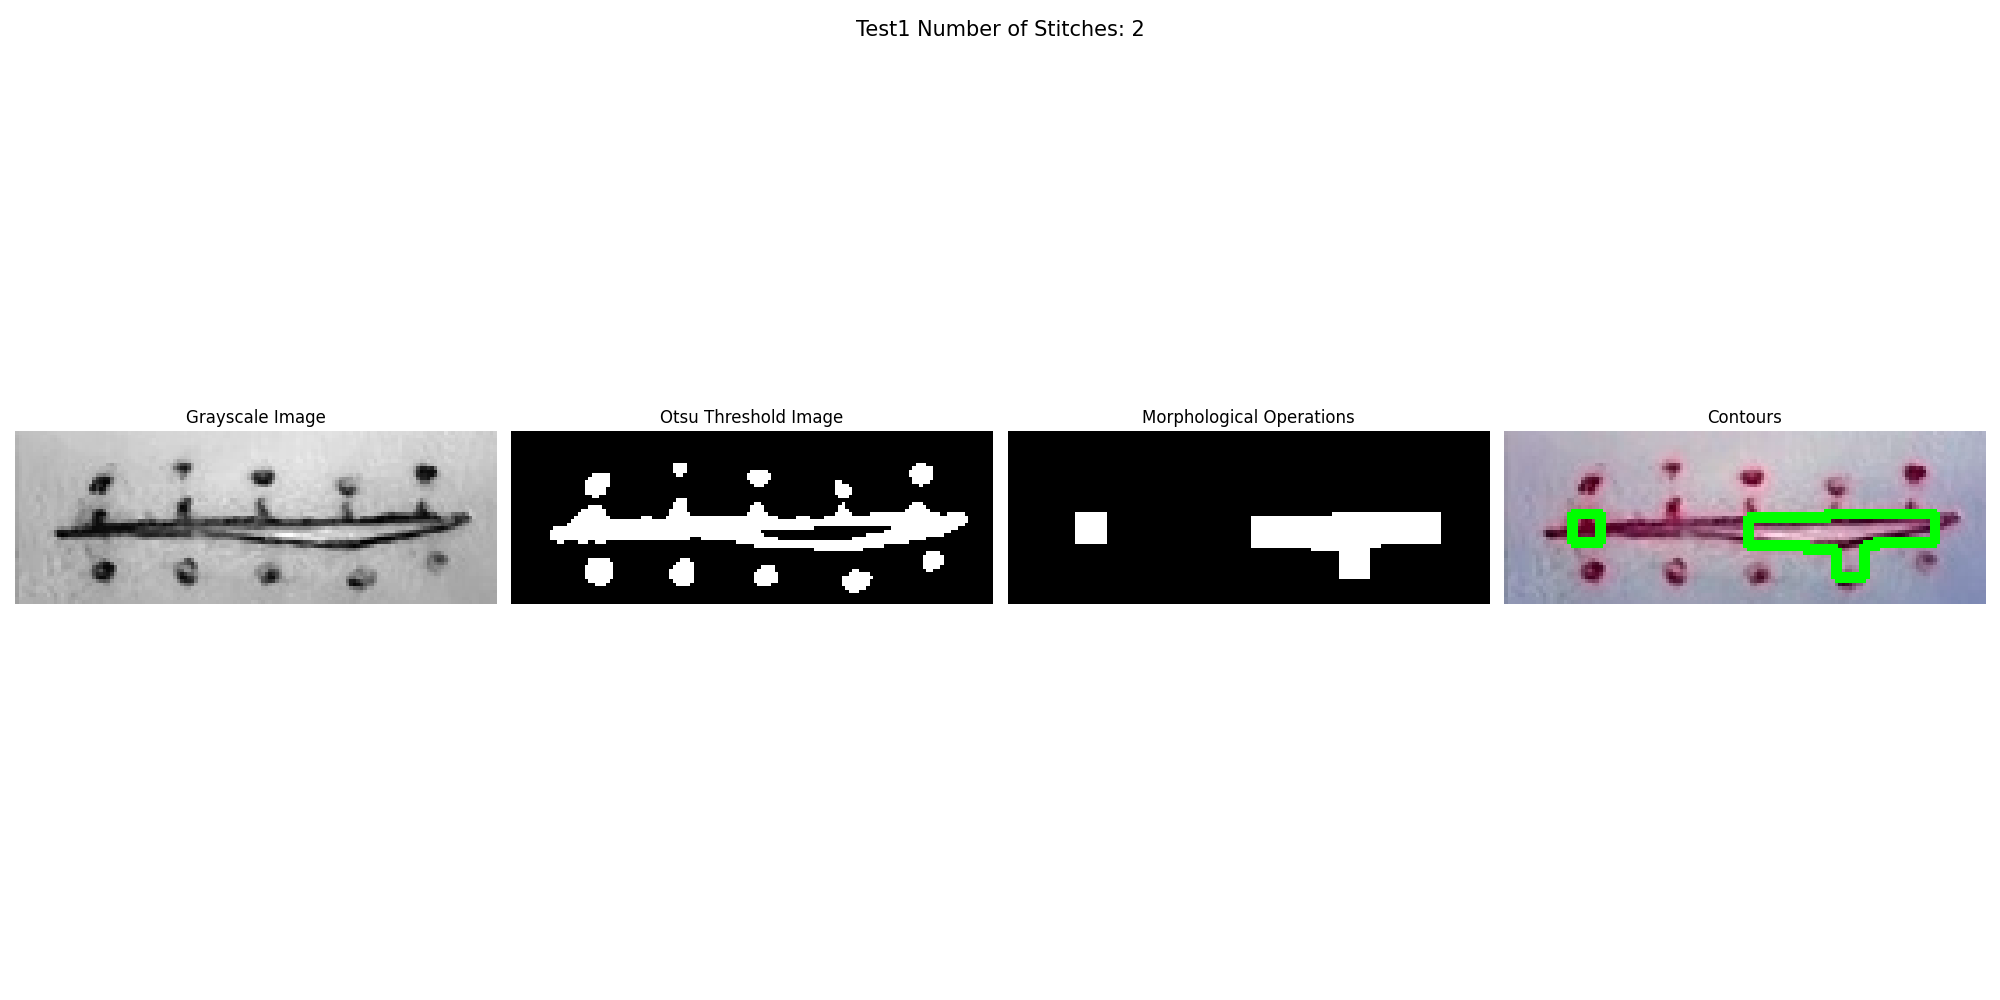 Test1 Number of Stitches: 2
Grayscale Image
Otsu Threshold Image
Morphological Operations
Contours